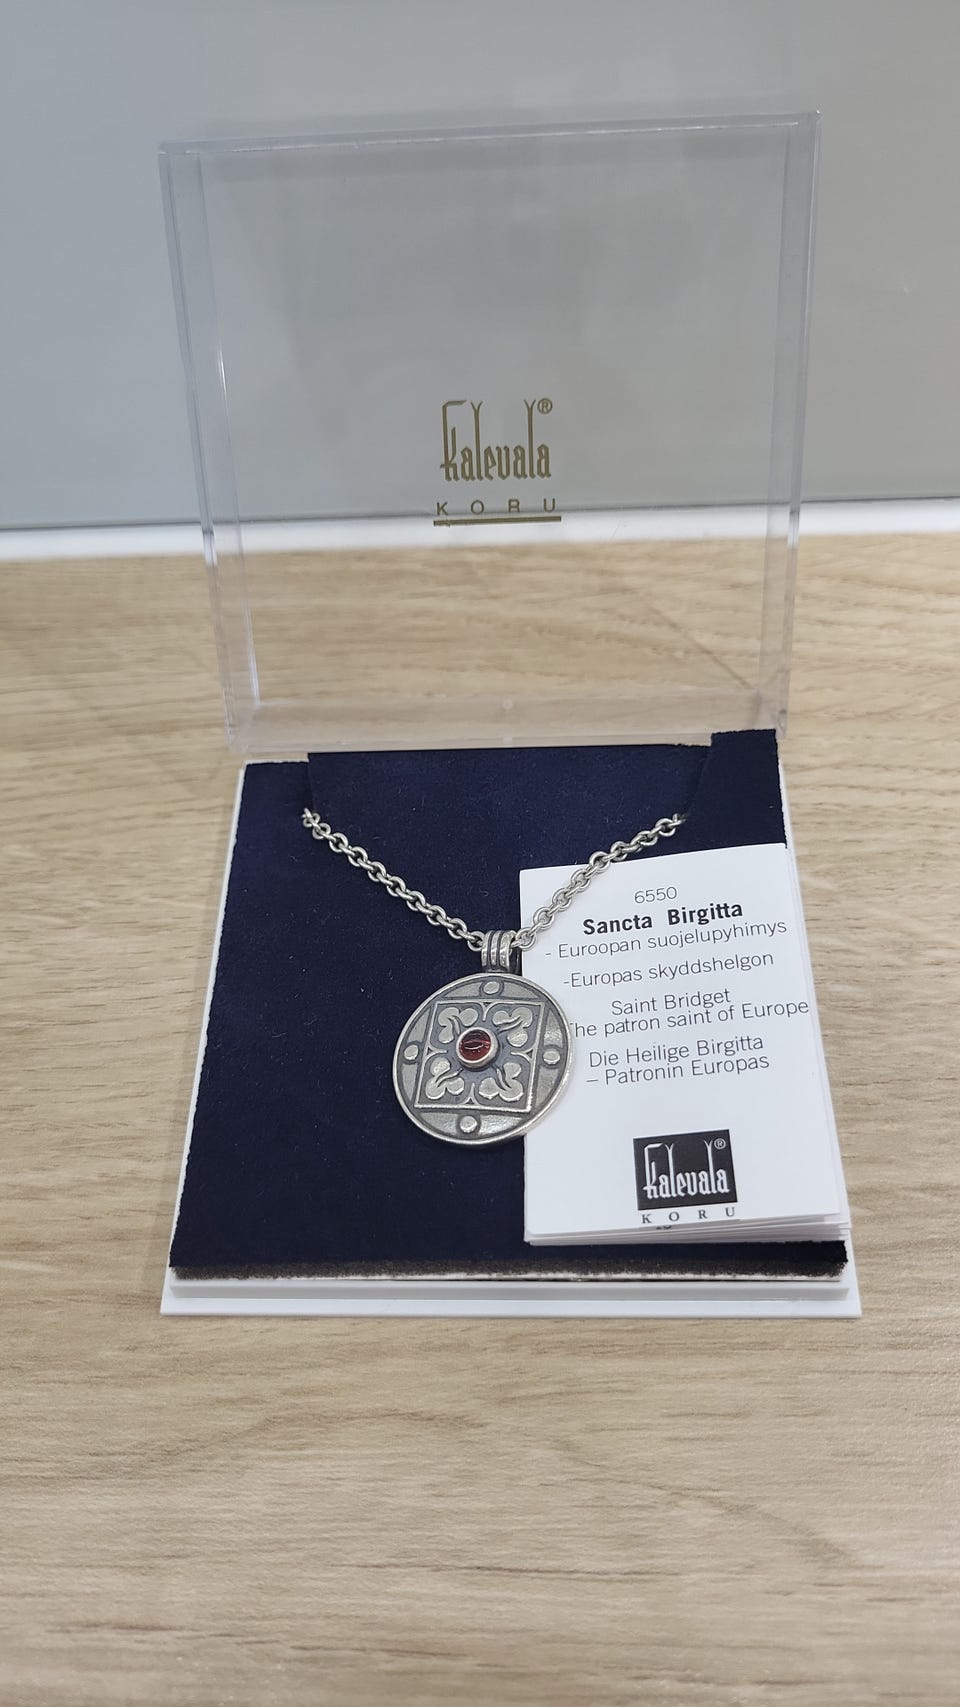 Kalevala®
KORU
6550
Sancta Birgitta
- Euroopan suojelupyhimys
-Europas skyddshelgon
Saint Bridget
he patron saint of Europe
Die Heilige Birgitta
– Patronin Europas
Kalevala®
KORU